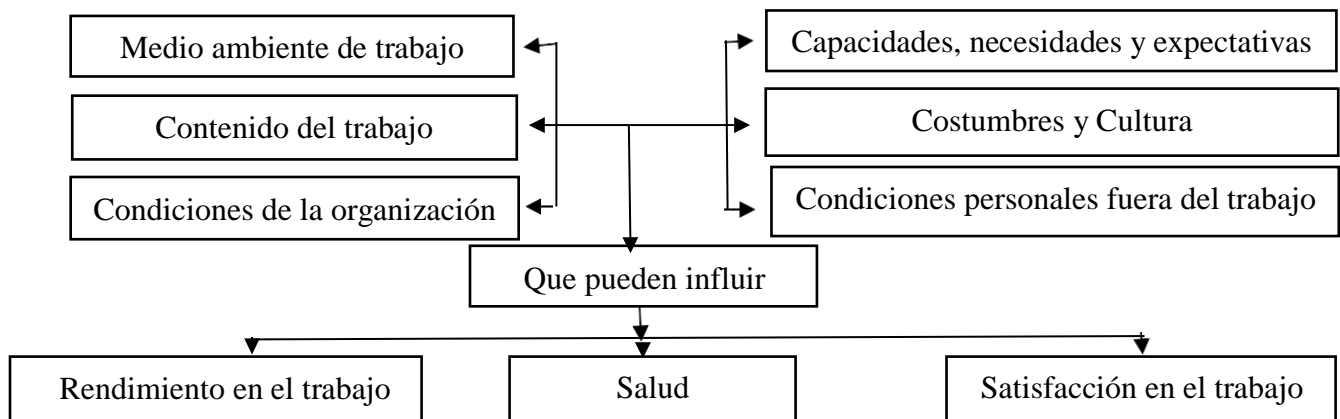 Medio ambiente de trabajo
Contenido del trabajo
Condiciones de la organización
Capacidades, necesidades y expectativas
Costumbres y Cultura
Condiciones personales fuera del trabajo
Que pueden influir
Rendimiento en el trabajo
Salud
Satisfacción en el trabajo